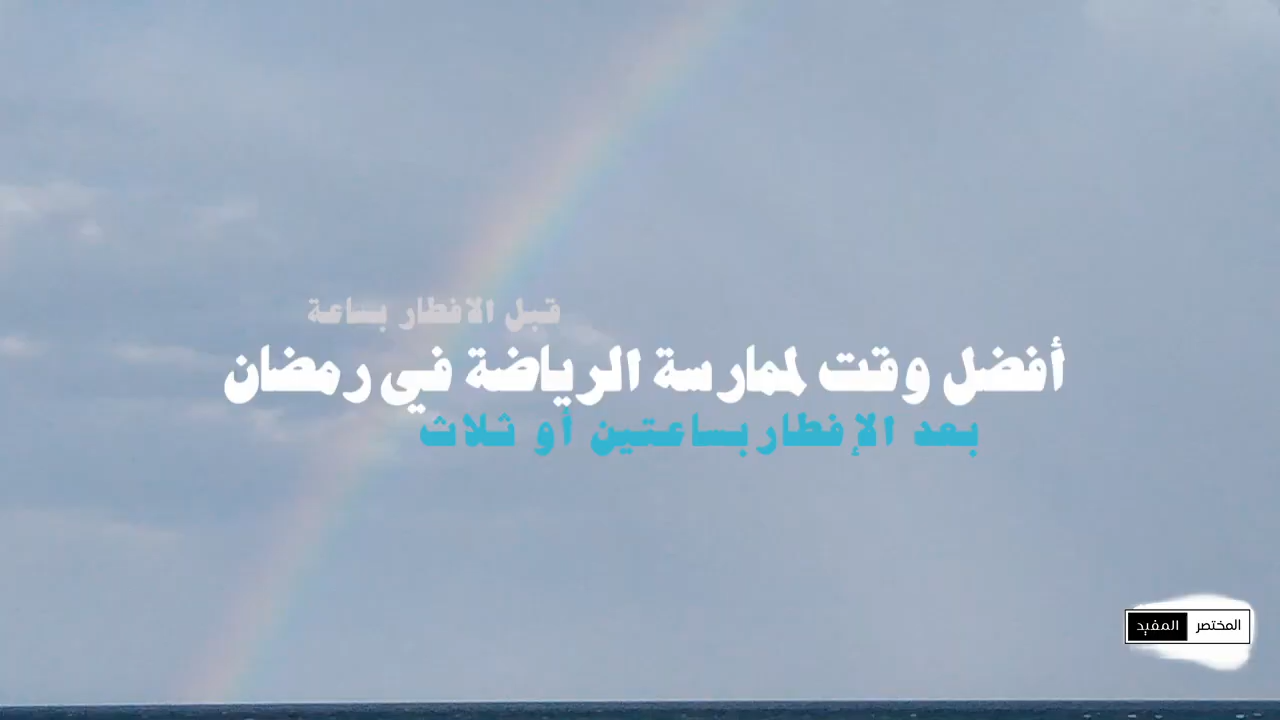 قبل الافطار بساعة
أفضل وقت لممارسة الرياضة في رمضان
بعد الإفطار بساعتين أو ثلاث
المختصر المفيد